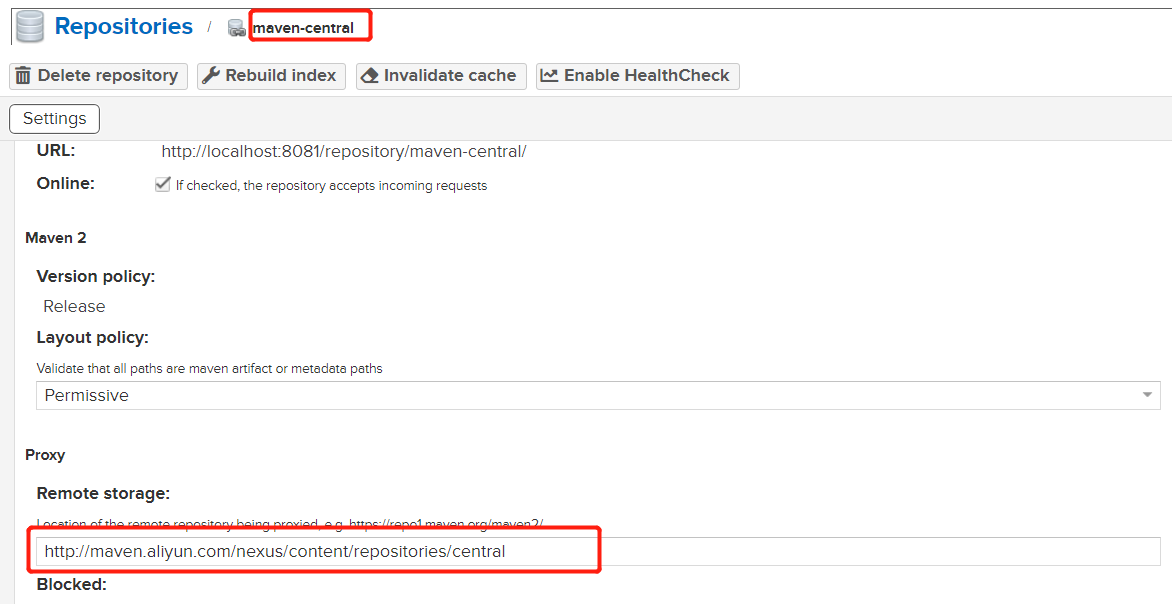 Repositories / maven-central
Delete repository Rebuild index Invalidate cache Enable HealthCheck
Settings
URL: http://localhost:8081/repository/maven-central/
Online: If checked, the repository accepts incoming requests
Maven 2
Version policy:
Release
Layout policy:
Validate that all paths are maven artifact or metadata paths
Permissive
Proxy
Remote storage:
Location of the remote repository being proxied, e.g. https://repo1.maven.org/maven2/
http://maven.aliyun.com/nexus/content/repositories/central
Blocked: